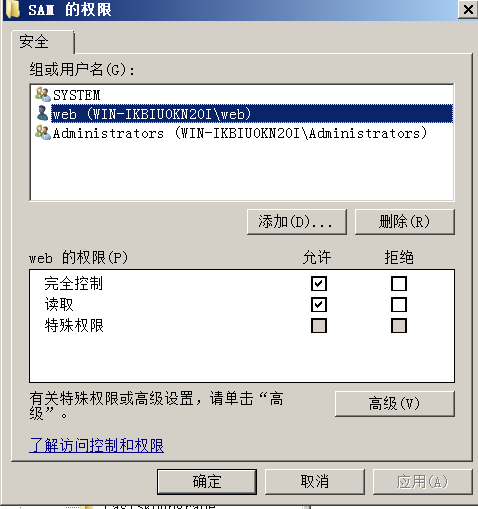 SAM 的权限
安全
组或用户名(G):
SYSTEM
web (WIN-IKBIUOKN20I\web)
Administrators (WIN-IKBIUOKN20I\Administrators)
添加(D)... 删除(R)
web 的权限(P) 允许 拒绝
完全控制
读取
特殊权限
有关特殊权限或高级设置，请单击“高
级”。
高级(V)
了解访问控制和权限
确定 取消 应用(A)